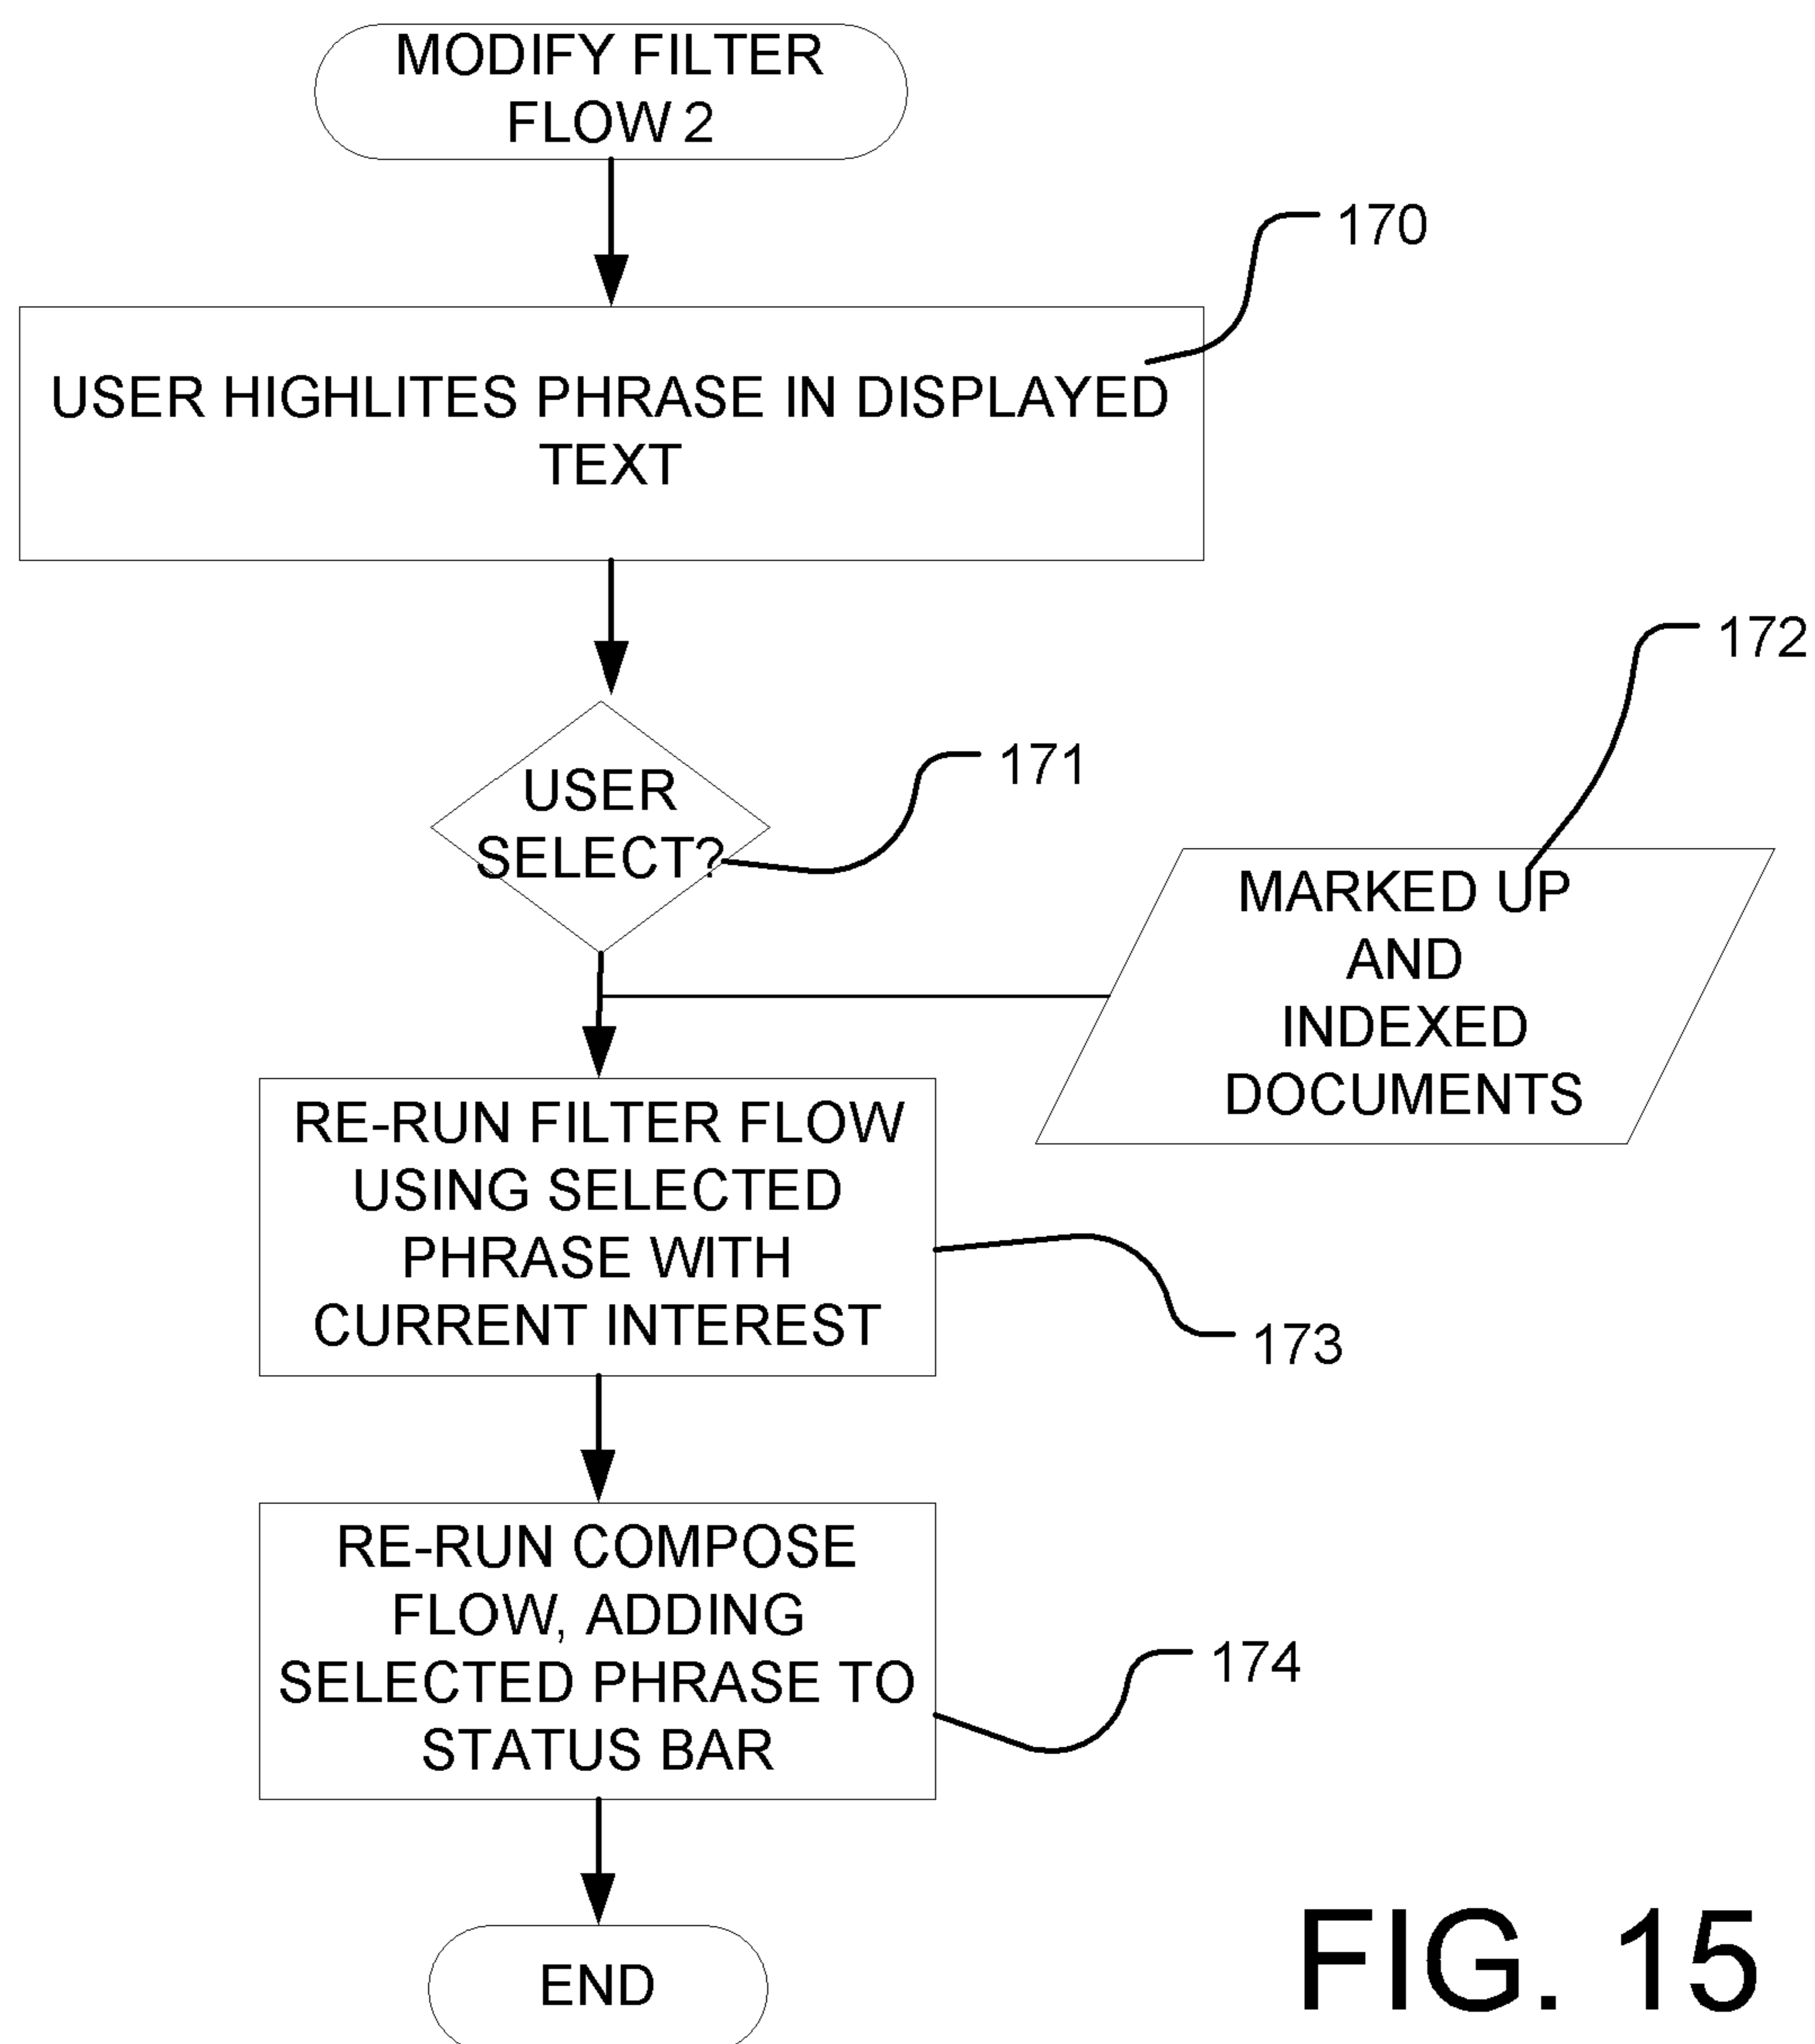 MODIFY FILTER
FLOW 2
170
USER HIGHLITES PHRASE IN DISPLAYED
TEXT
172
171
USER
SELECT?
MARKED UP
AND
INDEXED
DOCUMENTS
RE-RUN FILTER FLOW
USING SELECTED
PHRASE WITH
CURRENT INTEREST
173
RE-RUN COMPOSE
FLOW, ADDING
SELECTED PHRASE TO
STATUS BAR
174
END
FIG. 15